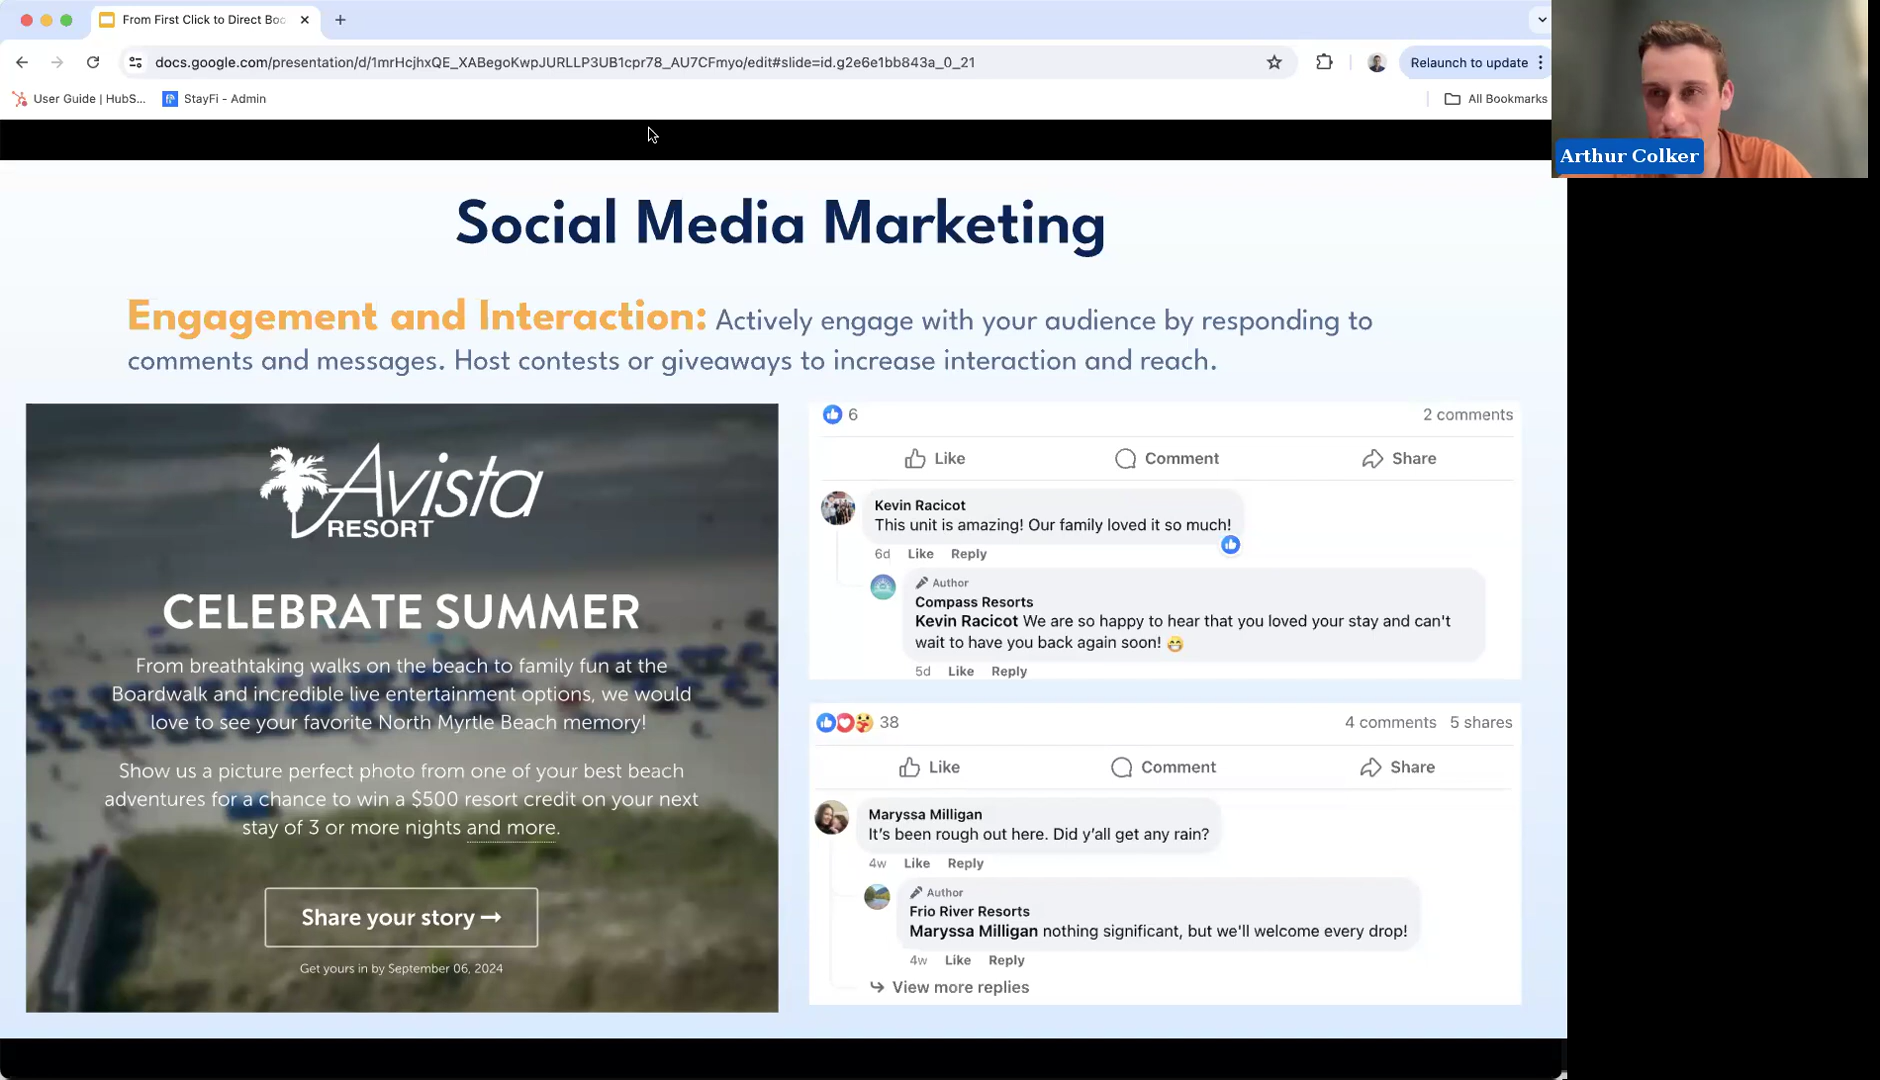 From First Click to Direct Boo
docs.google.com/presentation/d/1mrHcjhxQE_XABegoKwpJURLLP3UB1cpr78_AU7CFmyo/edit#slide=id.g2e6e1bb843a_0_21
Relaunch to update
User Guide | HubS...
StayFi - Admin
All Bookmarks
Arthur Colker
Social Media Marketing
Engagement and Interaction: Actively engage with your audience by responding to
comments and messages. Host contests or giveaways to increase interaction and reach.
Avista
RESORT
CELEBRATE SUMMER
From breathtaking walks on the beach to family fun at the
Boardwalk and incredible live entertainment options, we would
love to see your favorite North Myrtle Beach memory!
Show us a picture perfect photo from one of your best beach
adventures for a chance to win a $500 resort credit on your next
stay of 3 or more nights and more.
Share your story →
Get yours in by September 06, 2024
6 2 comments
Like Comment Share
Kevin Racicot
This unit is amazing! Our family loved it so much!
6d Like Reply
Author
Compass Resorts
Kevin Racicot We are so happy to hear that you loved your stay and can't
wait to have you back again soon! 😁
5d Like Reply
38 4 comments 5 shares
Like Comment Share
Maryssa Milligan
It's been rough out here. Did y'all get any rain?
4w Like Reply
Author
Frio River Resorts
Maryssa Milligan nothing significant, but we'll welcome every drop!
4w Like Reply
View more replies